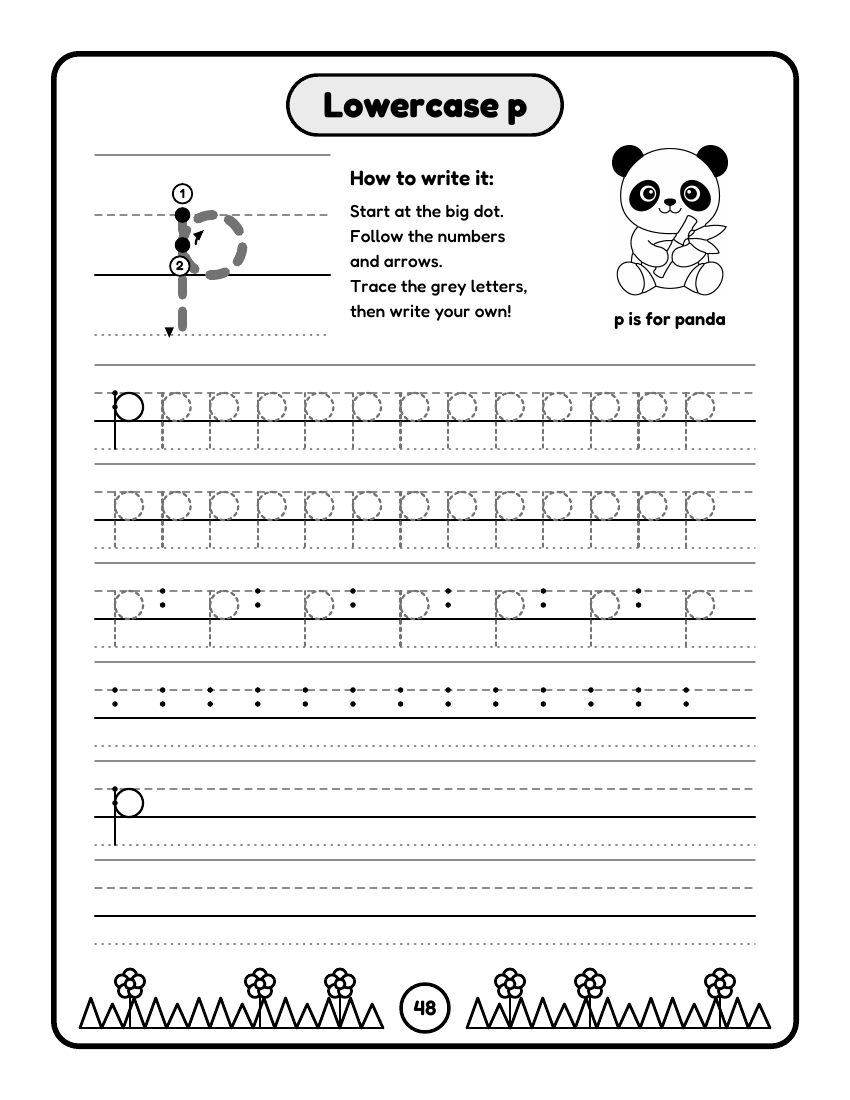 Lowercase p
1
2
p
How to write it:
Start at the big dot.
Follow the numbers
and arrows.
Trace the grey letters,
then write your own!
p is for panda
p p p p p p p p p p p p p
p p p p p p p p p p p p p
p : p : p : p : p : p : p
: : : : : : : : : : : : :
p
48